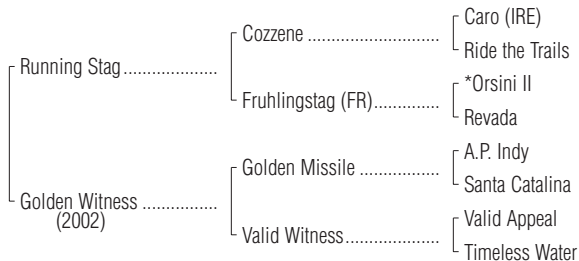 Caro (IRE)
Cozzene ....................
Ride the Trails
Running Stag..................
*Orsini II
Fruhlingstag (FR).............
Revada
A.P. Indy
Golden Missile ................
Santa Catalina
Golden Witness ..............
(2002)
Valid Appeal
Valid Witness..................
Timeless Water